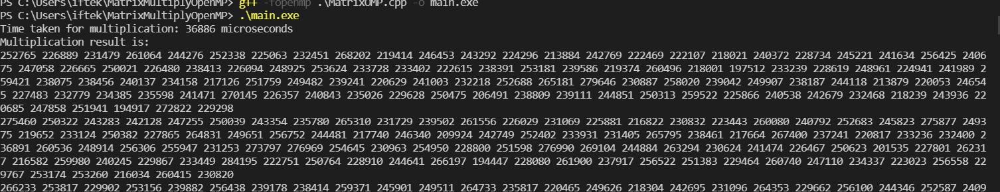 PS C:\Users\iftek\MatrixMultiplyOpenMP> g++ -fopenmp .\MatrixOMP.cpp -o main.exe
PS C:\Users\iftek\MatrixMultiplyOpenMP> .\main.exe
Time taken for multiplication: 36886 microseconds
Multiplication result is:
252765 226889 231479 261064 244276 252338 225063 232451 268202 219414 246453 243292 224296 213884 242769 222469 222107 218021 240372 228734 245221 241634 256425 2406
75 247058 226665 250021 226480 238413 226094 248925 253624 233728 233402 222615 238391 253181 239586 219374 260496 218001 197512 233239 228619 248961 224941 241989 2
59421 238075 238456 240137 234158 217126 251759 249482 239241 220629 241003 232218 252688 265181 279646 230887 258020 239042 249907 238187 244118 213879 220053 24654
5 227483 232779 234385 235598 241471 270145 226357 240843 235026 229628 250475 206491 238809 239111 244851 250313 259522 225866 240538 242679 232468 218239 243936 22
0685 247858 251941 194917 272822 229298
275460 250322 243283 242128 247255 250039 243354 235780 265310 231729 239502 261556 226029 231069 225881 216822 230832 223443 260080 240792 252683 245823 275877 2493
75 219652 233124 250382 227865 264831 249651 256752 244481 217740 246340 209924 242749 252402 233931 231405 265795 238461 217664 267400 237241 220817 233236 232400 2
36891 260536 248914 256306 255947 231253 273797 276969 254645 230963 254950 228800 251598 276990 269104 244884 263294 230624 241474 226467 250623 201535 227801 26231
7 216582 259980 240245 229867 233449 284195 222751 250764 228910 244641 266197 194447 228080 261900 237917 256522 251383 229464 260740 247110 234337 223023 256558 22
9767 253174 253260 216034 260415 230820
266233 253817 229902 253156 239882 256438 239178 238414 259371 245901 249511 264733 235817 220465 249626 218304 242695 231096 264353 229662 256100 244346 252587 2409